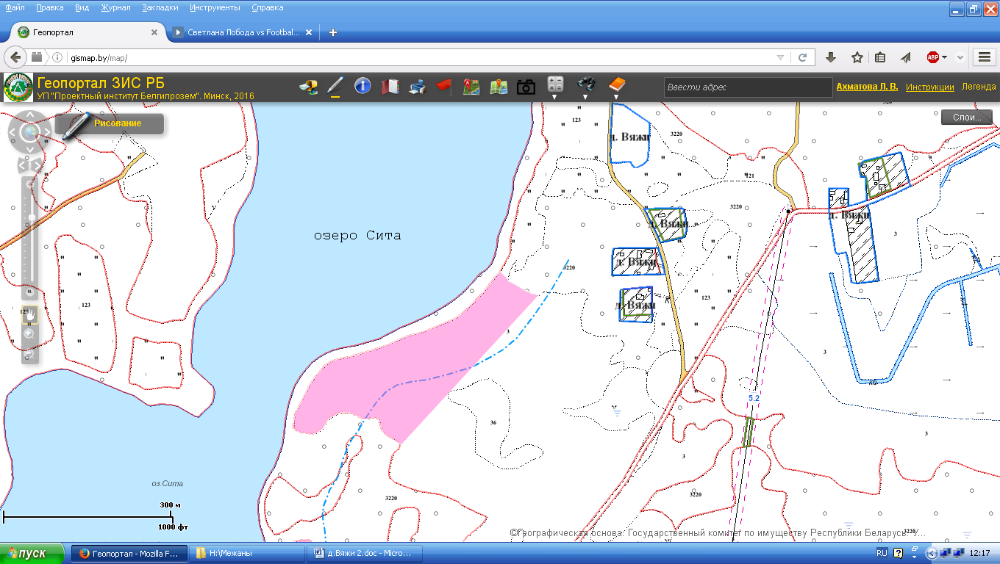 Файл Правка Вид Журнал Закладки Инструменты Справка
Геопортал
Светлана Лобода vs Footbal...
gismap.by/map/
ABP
Геопортал ЗИС РБ
УП "Проектный институт Белгипрозем". Минск, 2016
Ввести адрес
Ахматова Л. В. Инструкции Легенда
Рисование
Слои...
123
д. Вяжи
3220
121
3220
д. Вяжи
д. Вяжи
3
озеро Сита
д. Вяжи
3220
123
123
д. Вяжи
3
3
5.2
36
3
3
оз.Сита
3220
3220
300 м
1000 фт
3220
©Географическая основа: Государственный комитет по имуществу Республики Беларусь. У...
пуск
Геопортал - Mozilla F...
H:\Межаны
д.Вяжи 2.doc - Micro...
RU
12:17